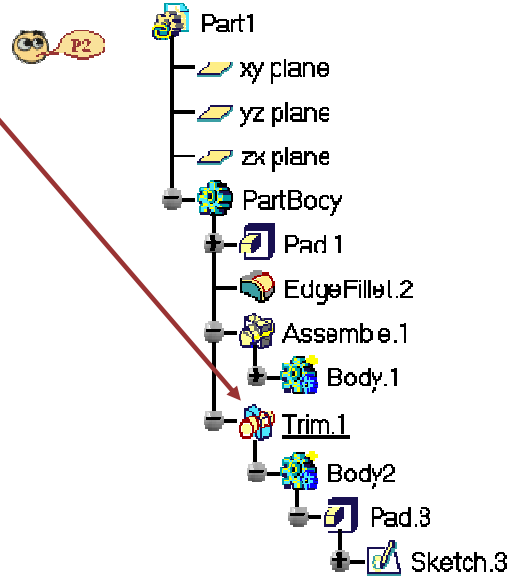 Part1
P2
xy plane
yz plane
zx plane
PartBocy
Pad.1
EdgeFillet.2
Assemb e.1
Body.1
Trim.1
Body2
Pad.3
Sketch.3